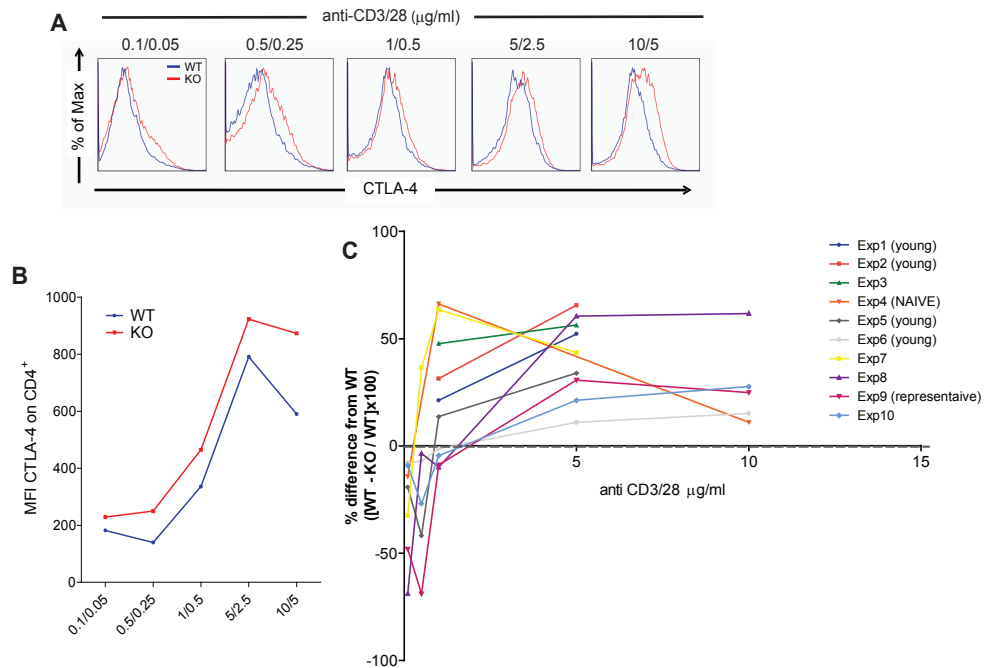 A
anti-CD3/28 (μg/ml)
0.1/0.05 0.5/0.25 1/0.5 5/2.5 10/5
WT
KO
% of Max
CTLA-4
B
1000
800
600
400
200
0
MFI CTLA-4 on CD4+
WT
KO
0.1/0.05 0.5/0.25 1/0.5 5/2.5 10/5
C
100
50
0
-50
-100
% difference from WT
([WT - KO / WT]x100)
5 10 15
anti CD3/28 μg/ml
Exp1 (young)
Exp2 (young)
Exp3
Exp4 (NAIVE)
Exp5 (young)
Exp6 (young)
Exp7
Exp8
Exp9 (representaive)
Exp10